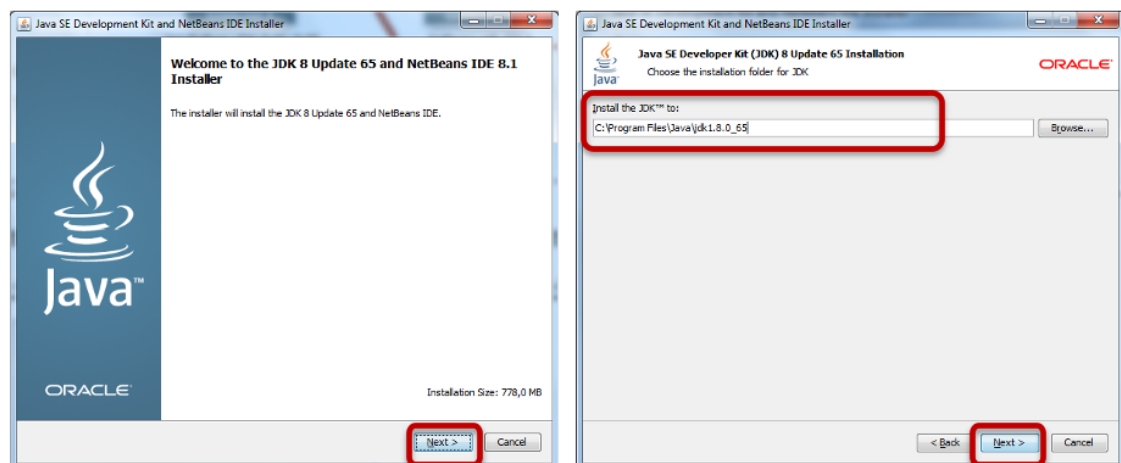 Java SE Development Kit and NetBeans IDE Installer
Welcome to the JDK 8 Update 65 and NetBeans IDE 8.1
Installer
The installer will install the JDK 8 Update 65 and NetBeans IDE.
Java™
ORACLE
Installation Size: 778,0 MB
Next >
Cancel
Java SE Development Kit and NetBeans IDE Installer
Java
Java SE Developer Kit (JDK) 8 Update 65 Installation
Choose the installation folder for JDK
ORACLE
Install the JDK™ to:
C:\Program Files\Java\jdk1.8.0_65
Browse...
< Back
Next >
Cancel